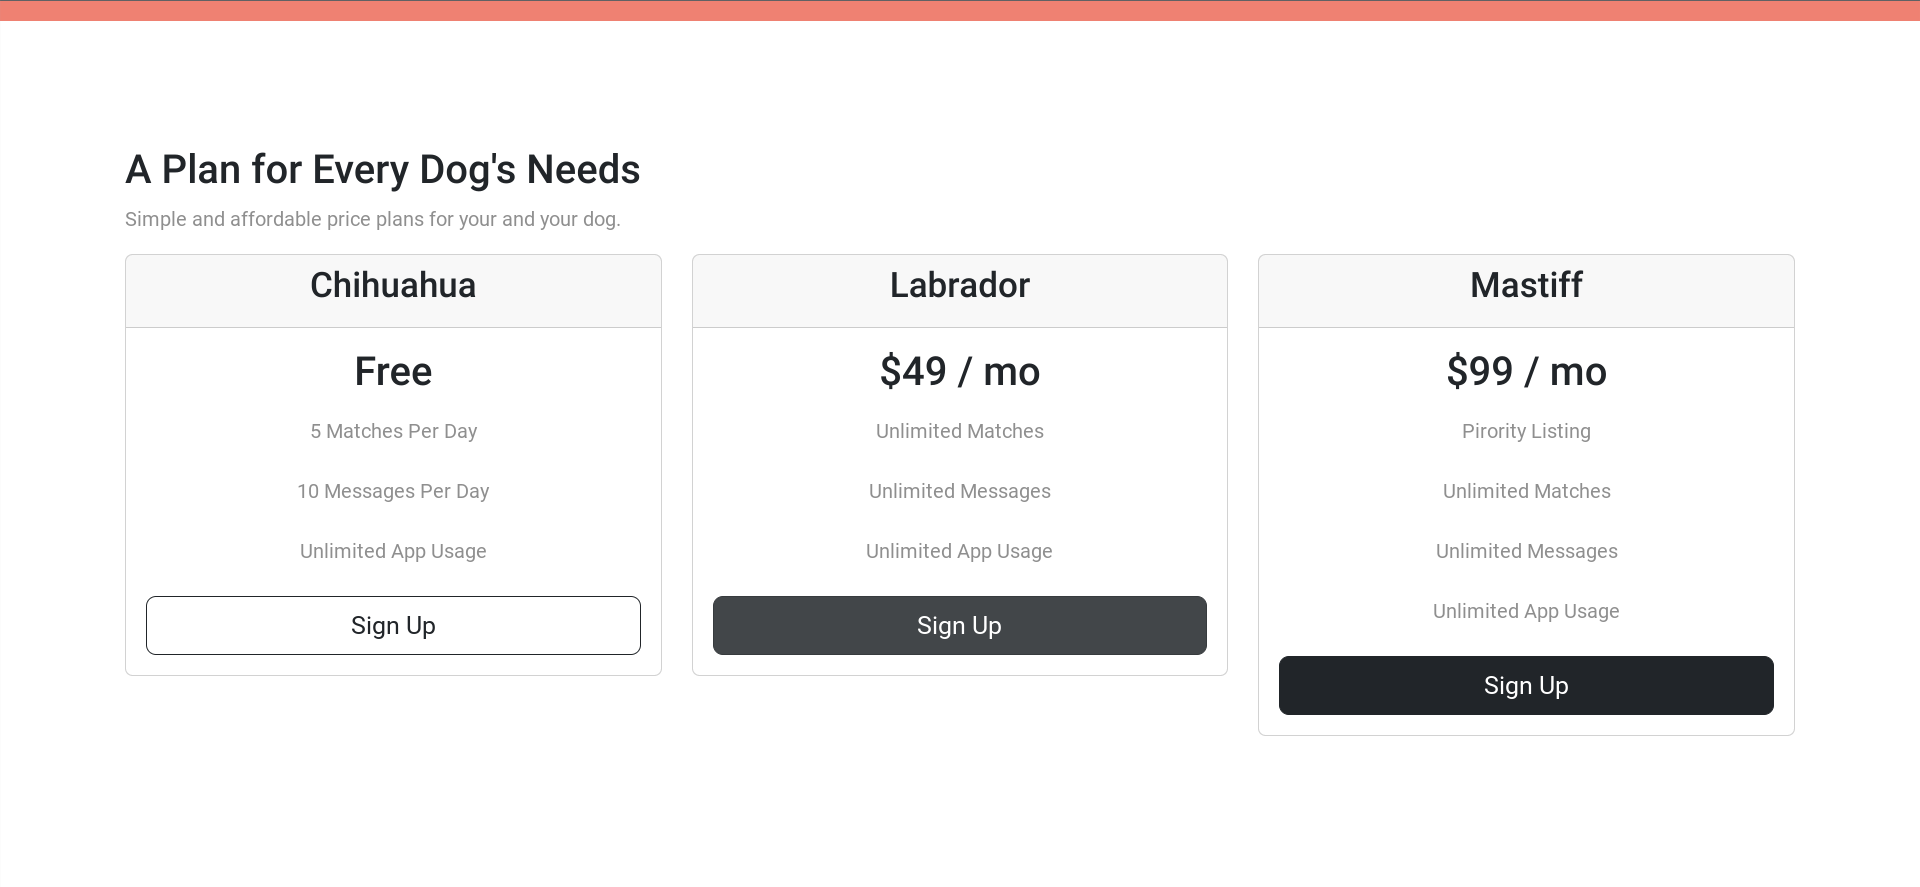 A Plan for Every Dog's Needs
Simple and affordable price plans for your and your dog.
Chihuahua
Free
5 Matches Per Day
10 Messages Per Day
Unlimited App Usage
Sign Up
Labrador
$49 / mo
Unlimited Matches
Unlimited Messages
Unlimited App Usage
Sign Up
Mastiff
$99 / mo
Pirority Listing
Unlimited Matches
Unlimited Messages
Unlimited App Usage
Sign Up